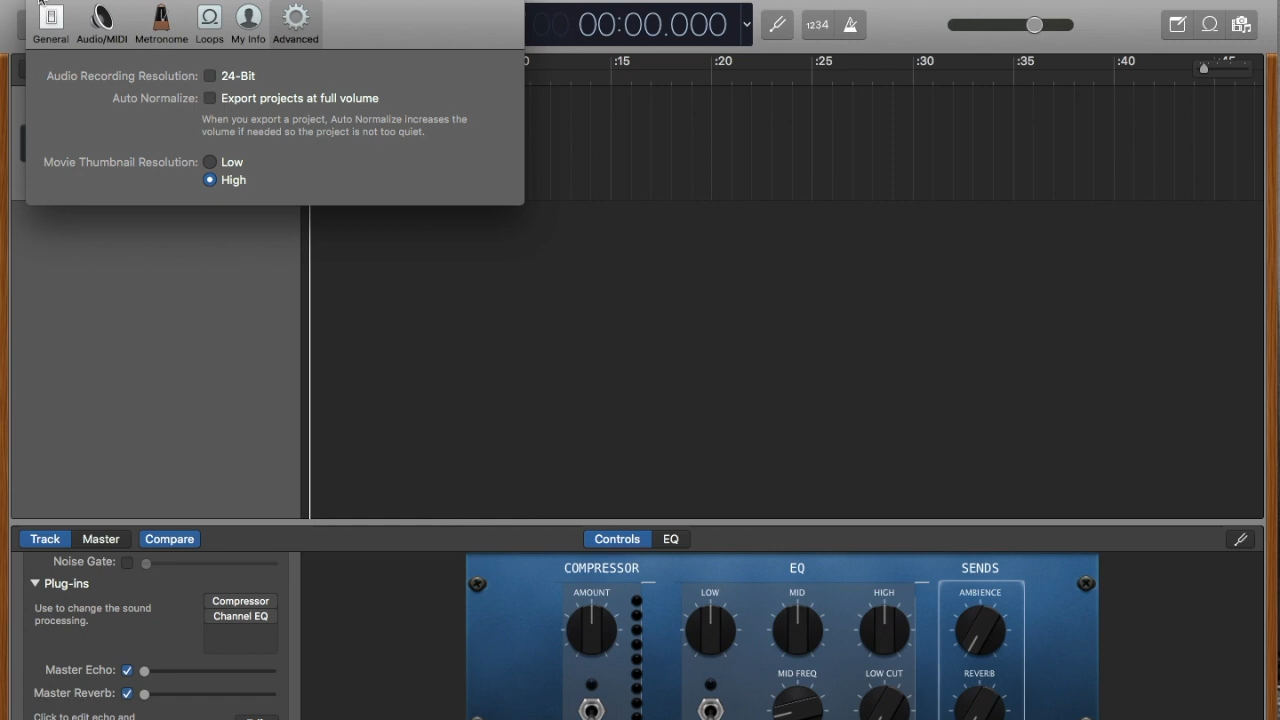 00:00.000
1234
General Audio/MIDI Metronome Loops My Info Advanced
:15 :20 :25 :30 :35 :40
Audio Recording Resolution: 24-Bit
Auto Normalize: Export projects at full volume
When you export a project, Auto Normalize increases the
volume if needed so the project is not too quiet.
Movie Thumbnail Resolution: Low
High
Track Master Compare Controls EQ
Noise Gate:
Plug-ins
Use to change the sound
processing.
Compressor
Channel EQ
Master Echo:
Master Reverb:
Click to edit echo and
COMPRESSOR EQ SENDS
AMOUNT LOW MID HIGH AMBIENCE
MID FREQ LOW CUT REVERB